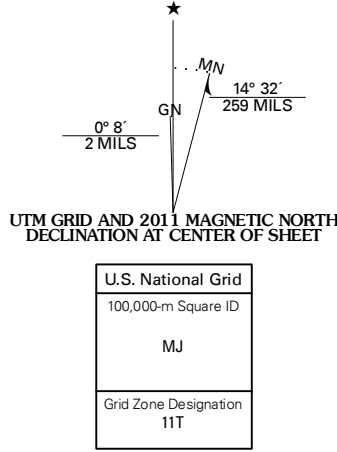 ★
MN
GN
14° 32´
259 MILS
0° 8´
2 MILS
UTM GRID AND 2011 MAGNETIC NORTH
DECLINATION AT CENTER OF SHEET
U.S. National Grid
100,000-m Square ID
MJ
Grid Zone Designation
11T